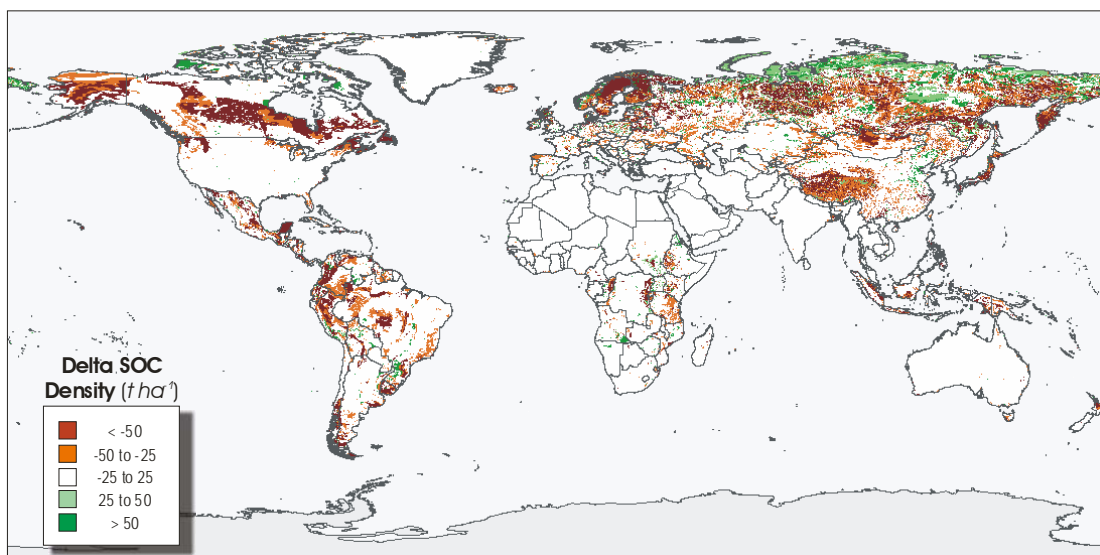 Delta SOC
Density (t ha⁻¹)
< -50
-50 to -25
-25 to 25
25 to 50
> 50